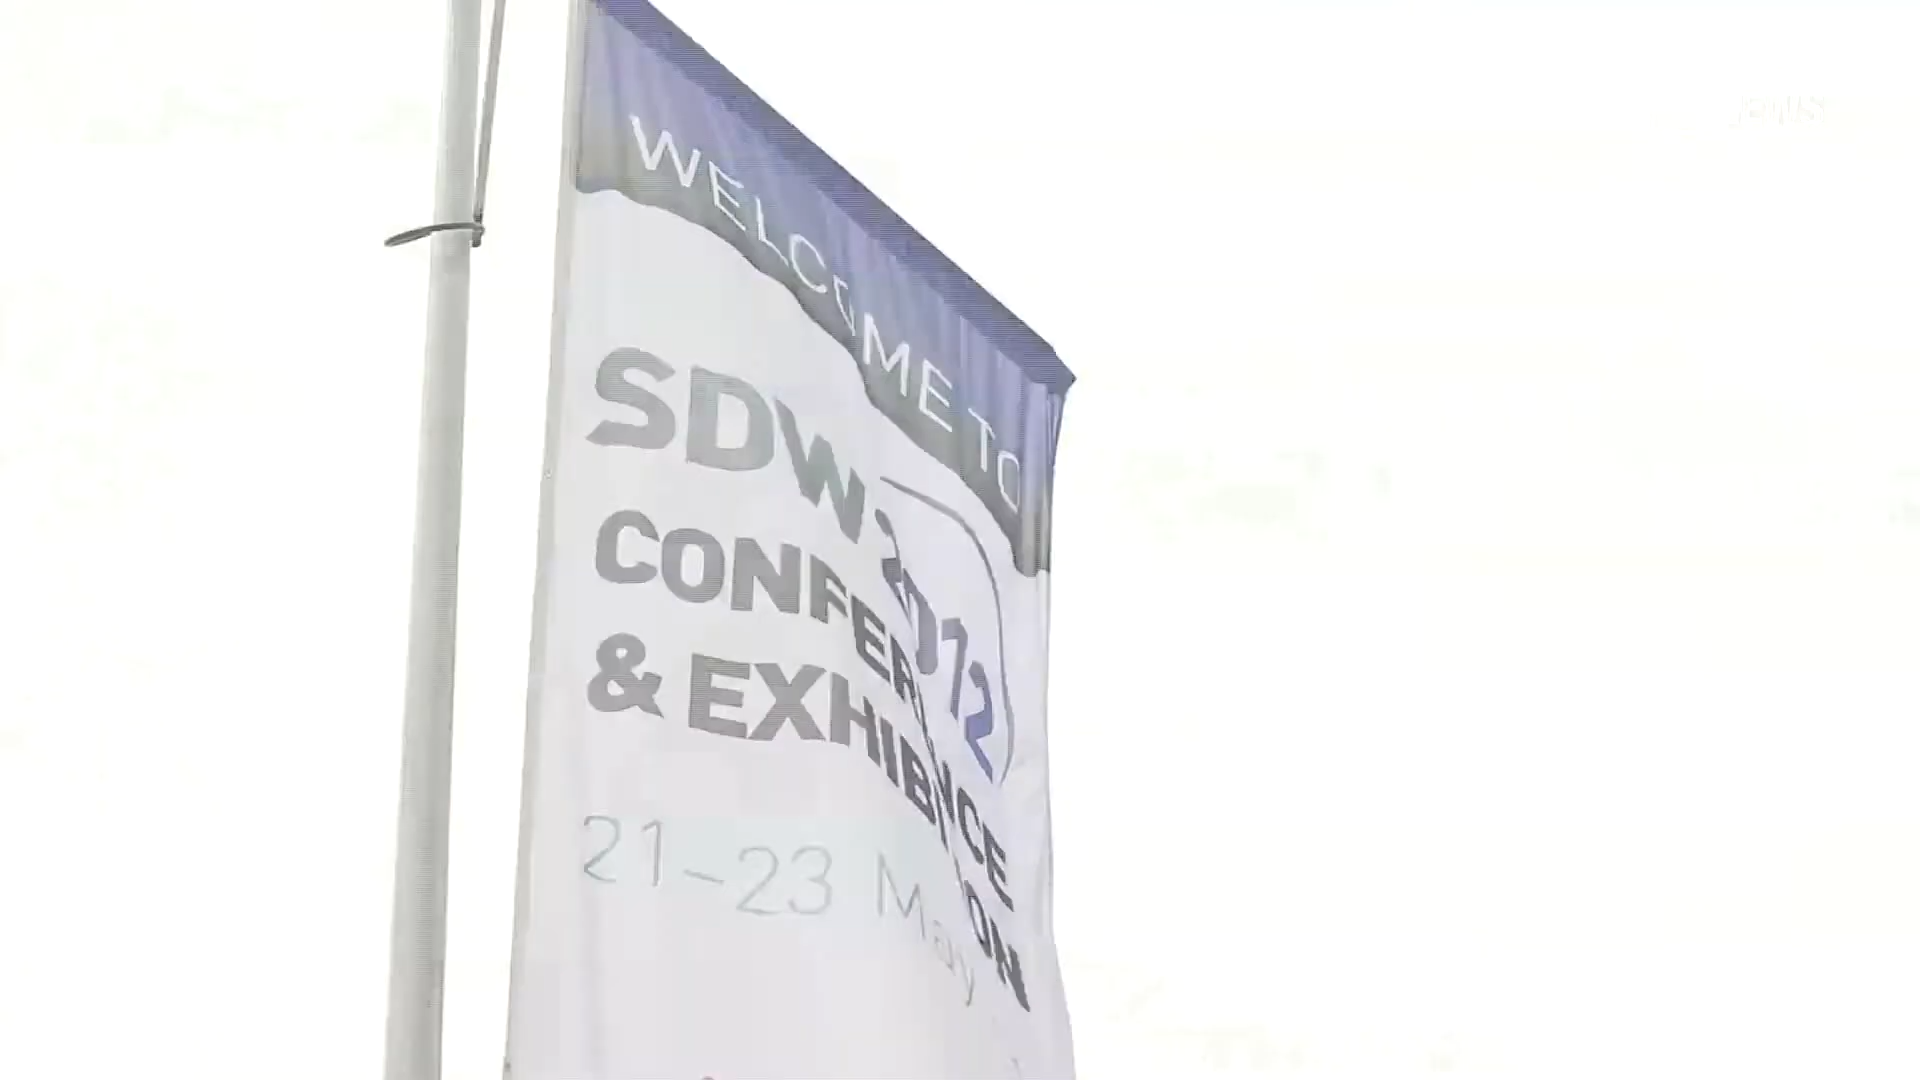 WELCOME TO
SDW 2012
CONFERENCE
& EXHIBITION
21-23 May